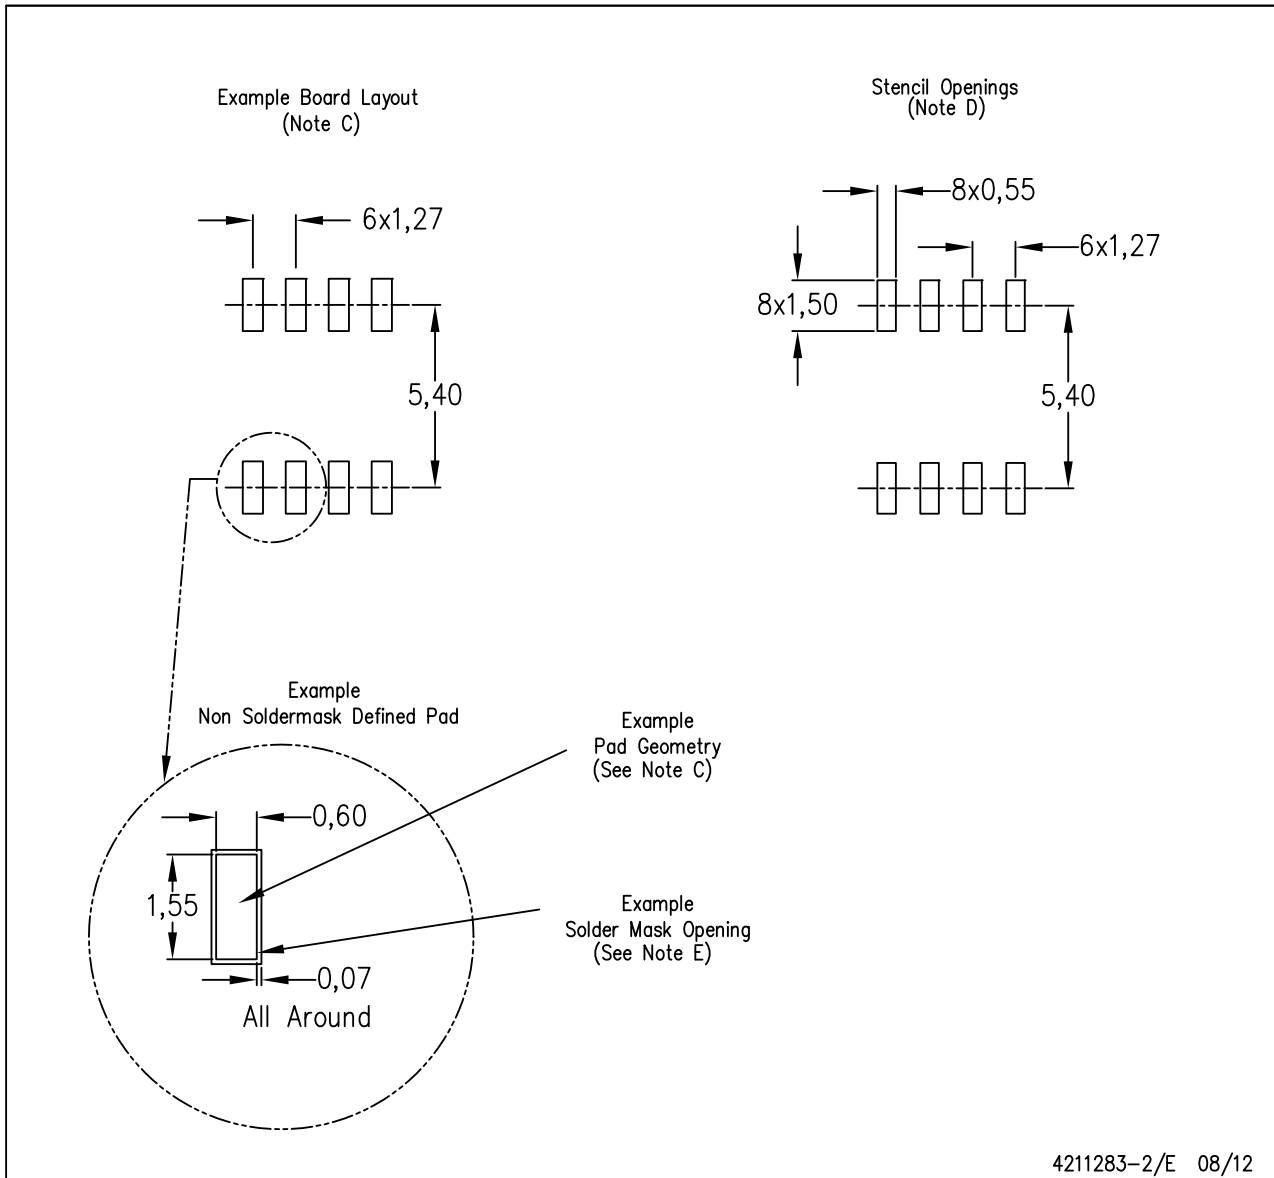 Example Board Layout
(Note C)
6x1,27
5,40
Stencil Openings
(Note D)
8x0,55
6x1,27
8x1,50
5,40
Example
Non Soldermask Defined Pad
Example
Pad Geometry
(See Note C)
0,60
1,55
Example
Solder Mask Opening
(See Note E)
0,07
All Around
4211283-2/E 08/12